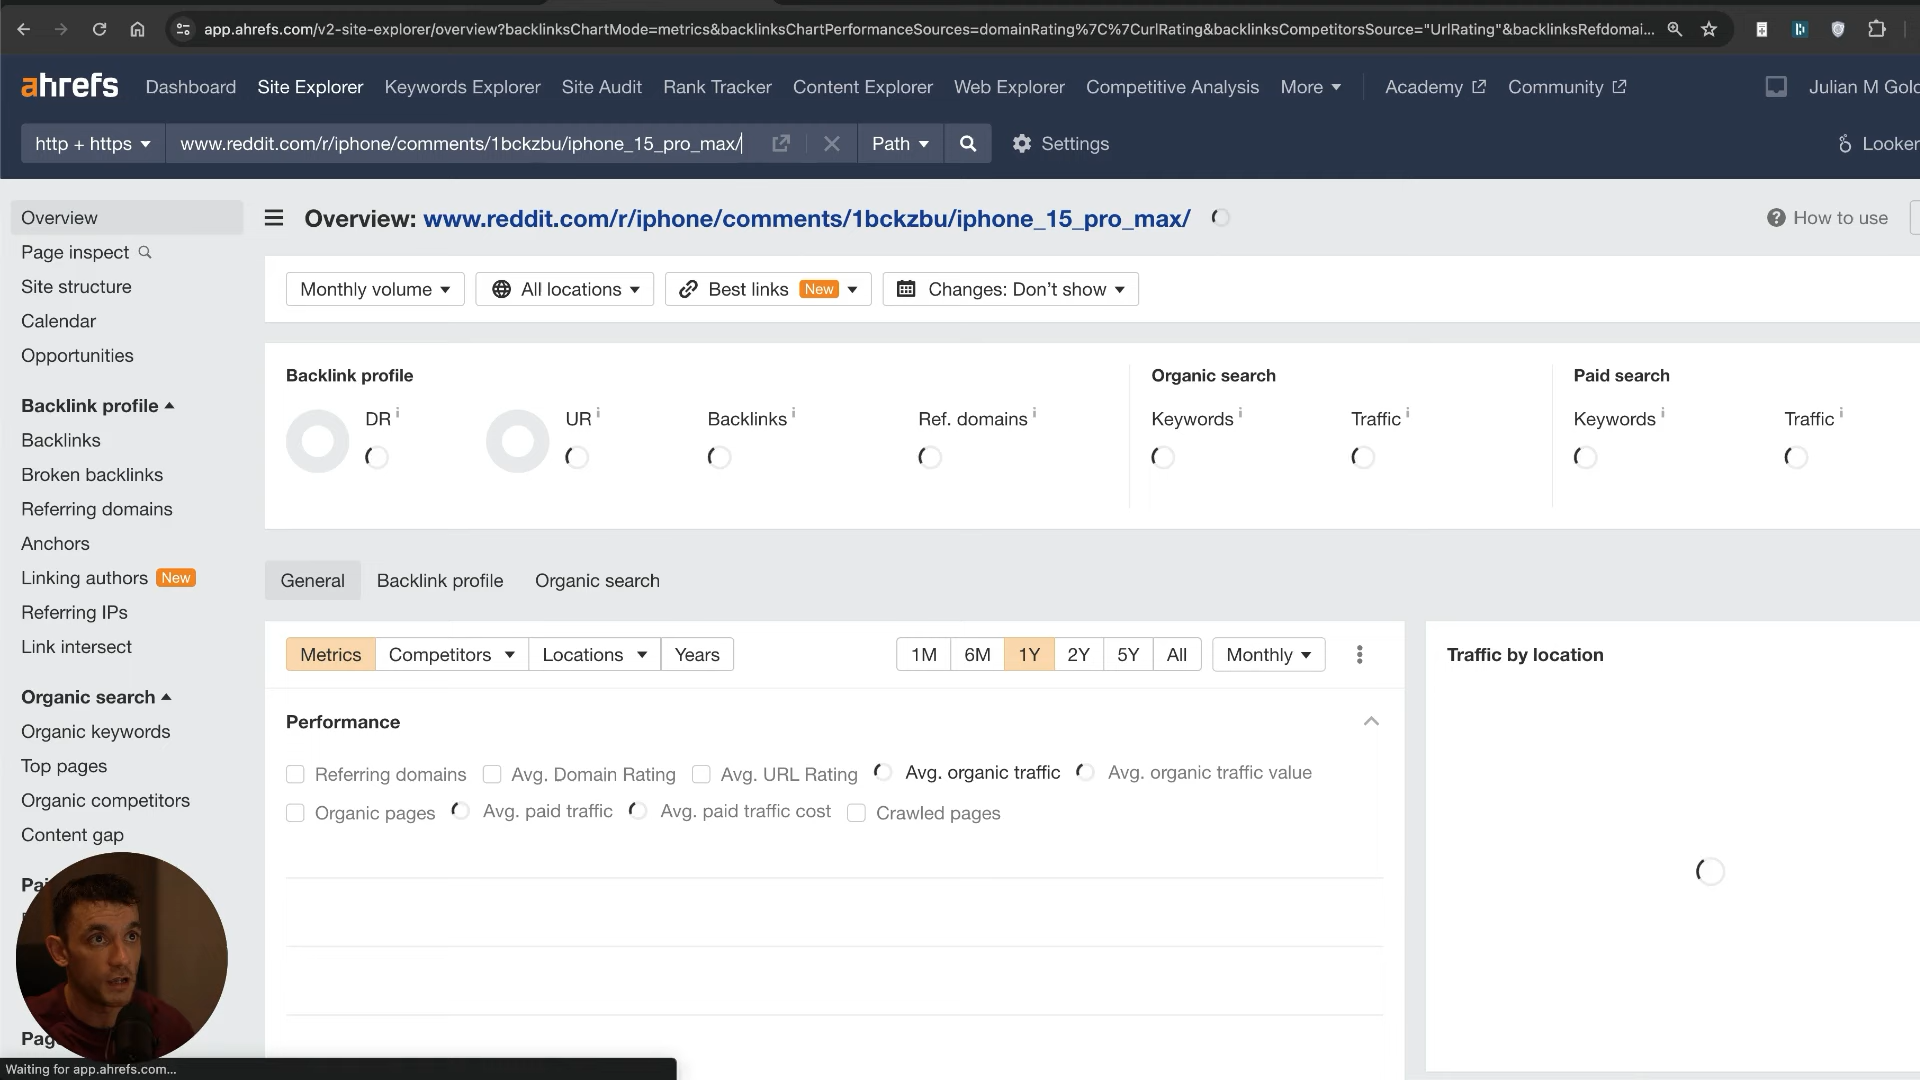 app.ahrefs.com/v2-site-explorer/overview?backlinksChartMode=metrics&backlinksChartPerformanceSources=domainRating%7C%7CurlRating&backlinksCompetitorsSource="UrlRating"&backlinksRefdomai...
ahrefs Dashboard Site Explorer Keywords Explorer Site Audit Rank Tracker Content Explorer Web Explorer Competitive Analysis More Academy Community Julian M Gold
http + https www.reddit.com/r/iphone/comments/1bckzbu/iphone_15_pro_max/ Path Settings Looker
Overview
Page inspect
Site structure
Calendar
Opportunities
Backlink profile
Backlinks
Broken backlinks
Referring domains
Anchors
Linking authors New
Referring IPs
Link intersect
Organic search
Organic keywords
Top pages
Organic competitors
Content gap
Pai
Pag
Overview: www.reddit.com/r/iphone/comments/1bckzbu/iphone_15_pro_max/ How to use
Monthly volume All locations Best links New Changes: Don't show
Backlink profile
DR UR Backlinks Ref. domains
Organic search
Keywords Traffic
Paid search
Keywords Traffic
General Backlink profile Organic search
Metrics Competitors Locations Years 1M 6M 1Y 2Y 5Y All Monthly
Performance
Referring domains Avg. Domain Rating Avg. URL Rating Avg. organic traffic Avg. organic traffic value
Organic pages Avg. paid traffic Avg. paid traffic cost Crawled pages
Traffic by location
Waiting for app.ahrefs.com...